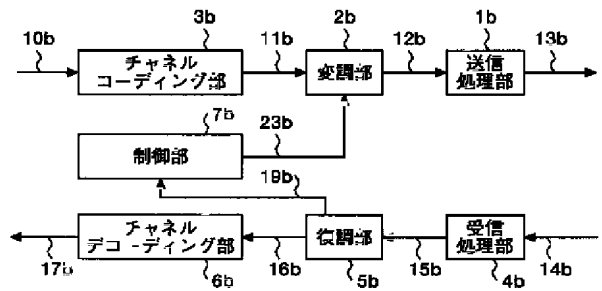 3b
2b
1b
10b
11b
12b
13b
チャネル
コーディング部
変調部
送信
処理部
7b
23b
制御部
19b
チャネル
デコーディング部
復調部
受信
処理部
17b
16b
15b
14b
6b
5b
4b